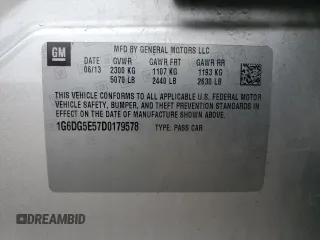 GM
MFD BY GENERAL MOTORS LLC
DATE GVWR GAWR FRT GAWR RR
06/13 2300 KG 1107 KG 1193 KG
5070 LB 2440 LB 2630 LB
THIS VEHICLE CONFORMS TO ALL APPLICABLE U.S. FEDERAL MOTOR
VEHICLE SAFETY, BUMPER, AND THEFT PREVENTION STANDARDS
IN EFFECT ON THE DATE OF MANUFACTURE SHOWN ABOVE.
1G6DG5E57D0179578 TYPE: PASS CAR
DREAMBID